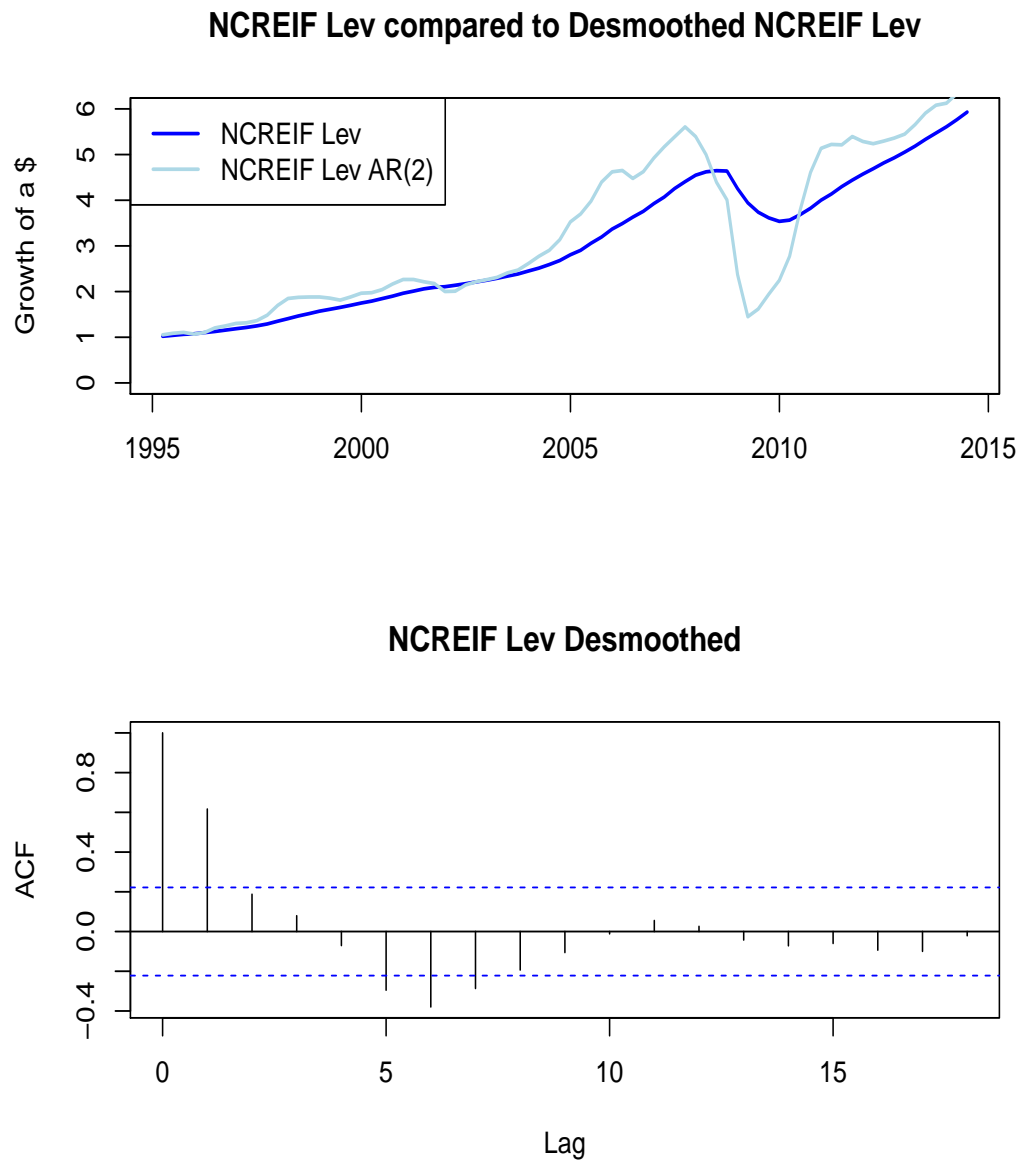 NCREIF Lev compared to Desmoothed NCREIF Lev
Growth of a $
0 1 2 3 4 5 6
NCREIF Lev
NCREIF Lev AR(2)
1995 2000 2005 2010 2015
NCREIF Lev Desmoothed
ACF
−0.4 0.0 0.4 0.8
0 5 10 15
Lag